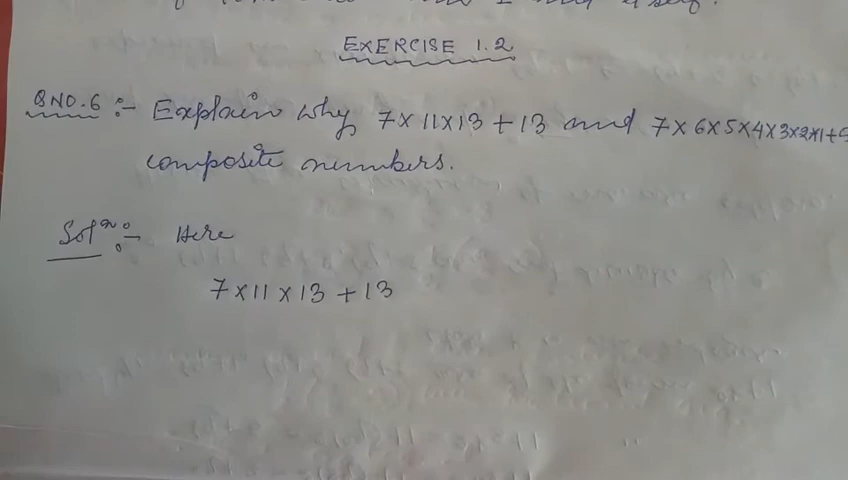 EXERCISE 1.2
QNO.6 :- Explain why 7×11×13+13 and 7×6×5×4×3×2×1+5
composite numbers.
Solⁿ :- Here
7×11×13+13